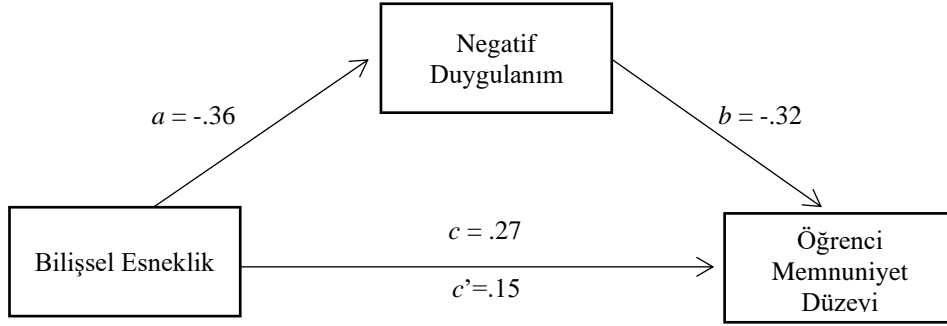 Negatif
Duygulanım
a = -.36
b = -.32
Bilişsel Esneklik
c = .27
c’=.15
Öğrenci
Memnuniyet
Düzeyi